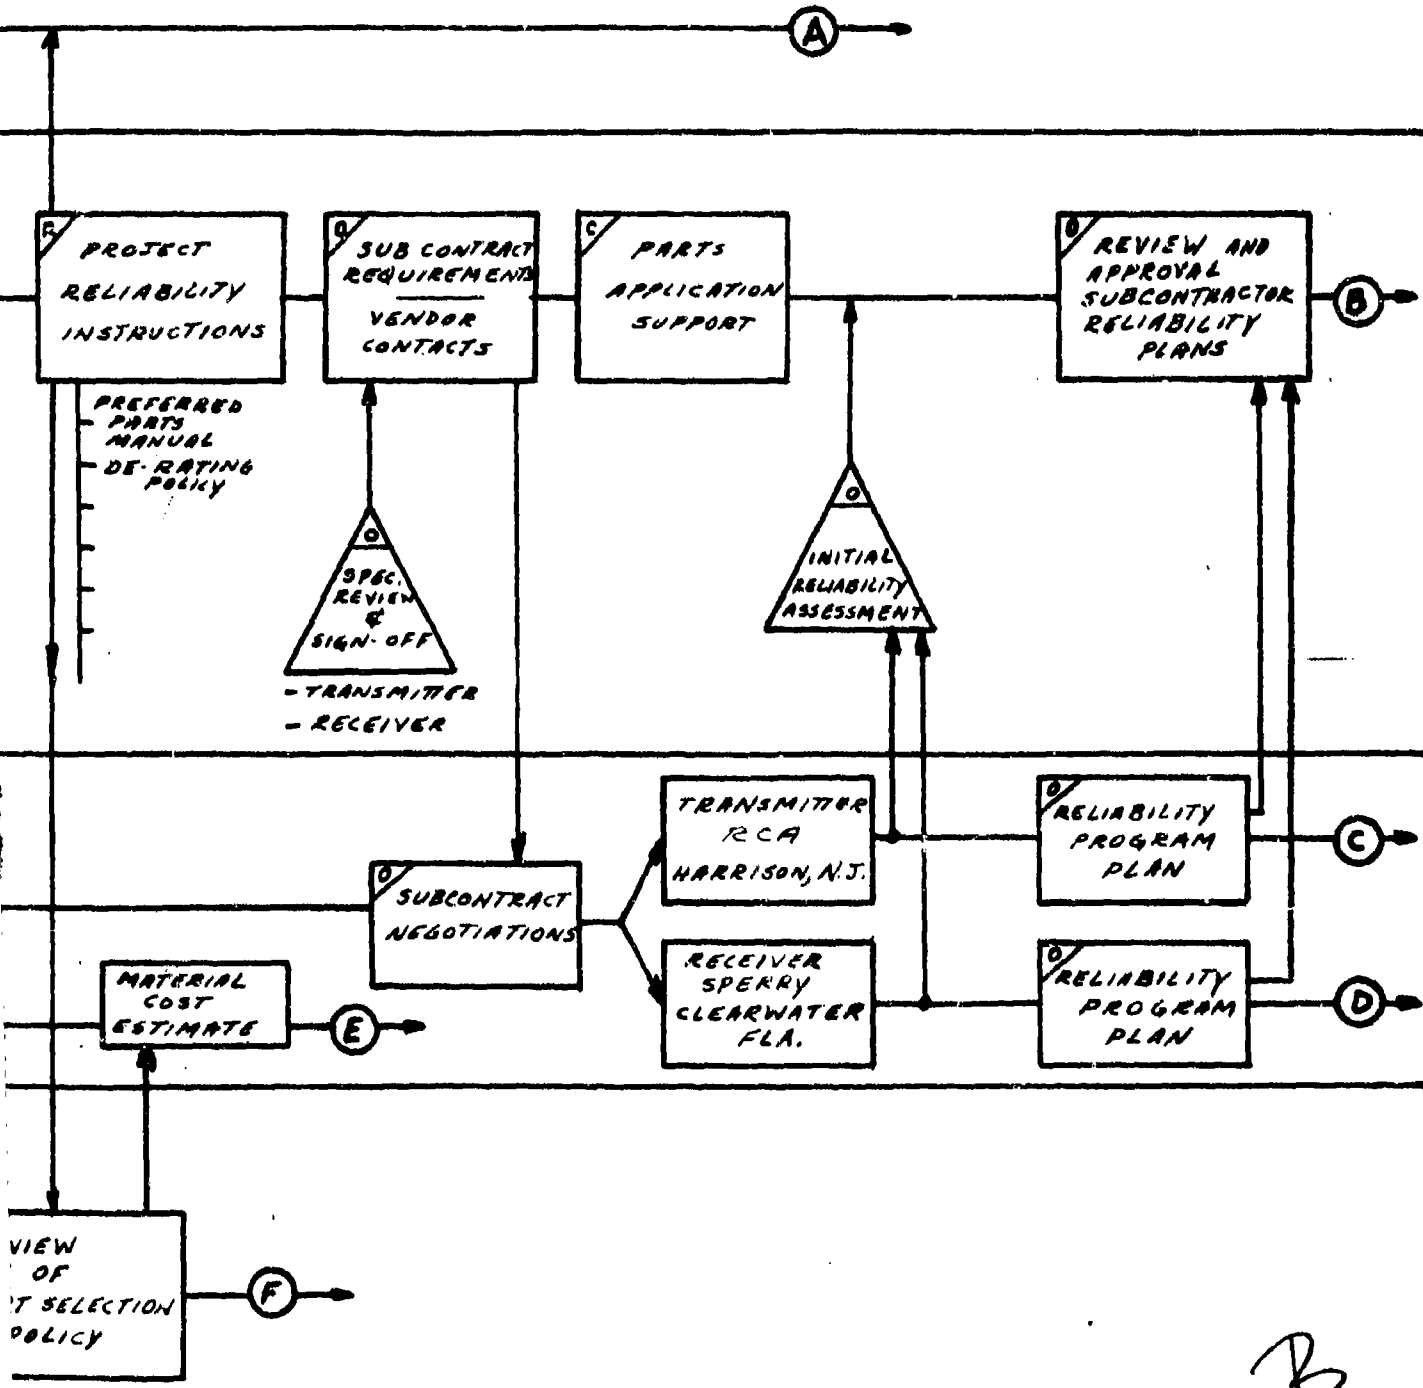 A
R
PROJECT
RELIABILITY
INSTRUCTIONS
O
SUB CONTRACT
REQUIREMENTS
VENDOR
CONTACTS
C
PARTS
APPLICATION
SUPPORT
O
REVIEW AND
APPROVAL
SUBCONTRACTOR
RELIABILITY
PLANS
B
PREFERRED
PARTS
MANUAL
DE-RATING
POLICY
O
SPEC.
REVIEW
&
SIGN-OFF
- TRANSMITTER
- RECEIVER
O
INITIAL
RELIABILITY
ASSESSMENT
TRANSMITTER
RCA
HARRISON, N.J.
O
RELIABILITY
PROGRAM
PLAN
C
O
SUBCONTRACT
NEGOTIATIONS
RECEIVER
SPERRY
CLEARWATER
FLA.
O
RELIABILITY
PROGRAM
PLAN
D
MATERIAL
COST
ESTIMATE
E
VIEW
OF
T SELECTION
POLICY
F
B